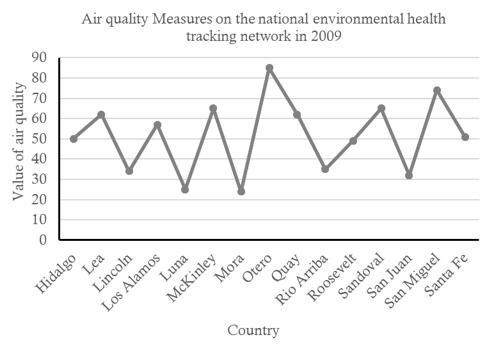 Air quality Measures on the national environmental health
tracking network in 2009
Value of air quality
90
80
70
60
50
40
30
20
10
0
Hidalgo
Lea
Lincoln
Los Alamos
Luna
McKinley
Mora
Otero
Quay
Rio Arriba
Roosevelt
Sandoval
San Juan
San Miguel
Santa Fe
Country